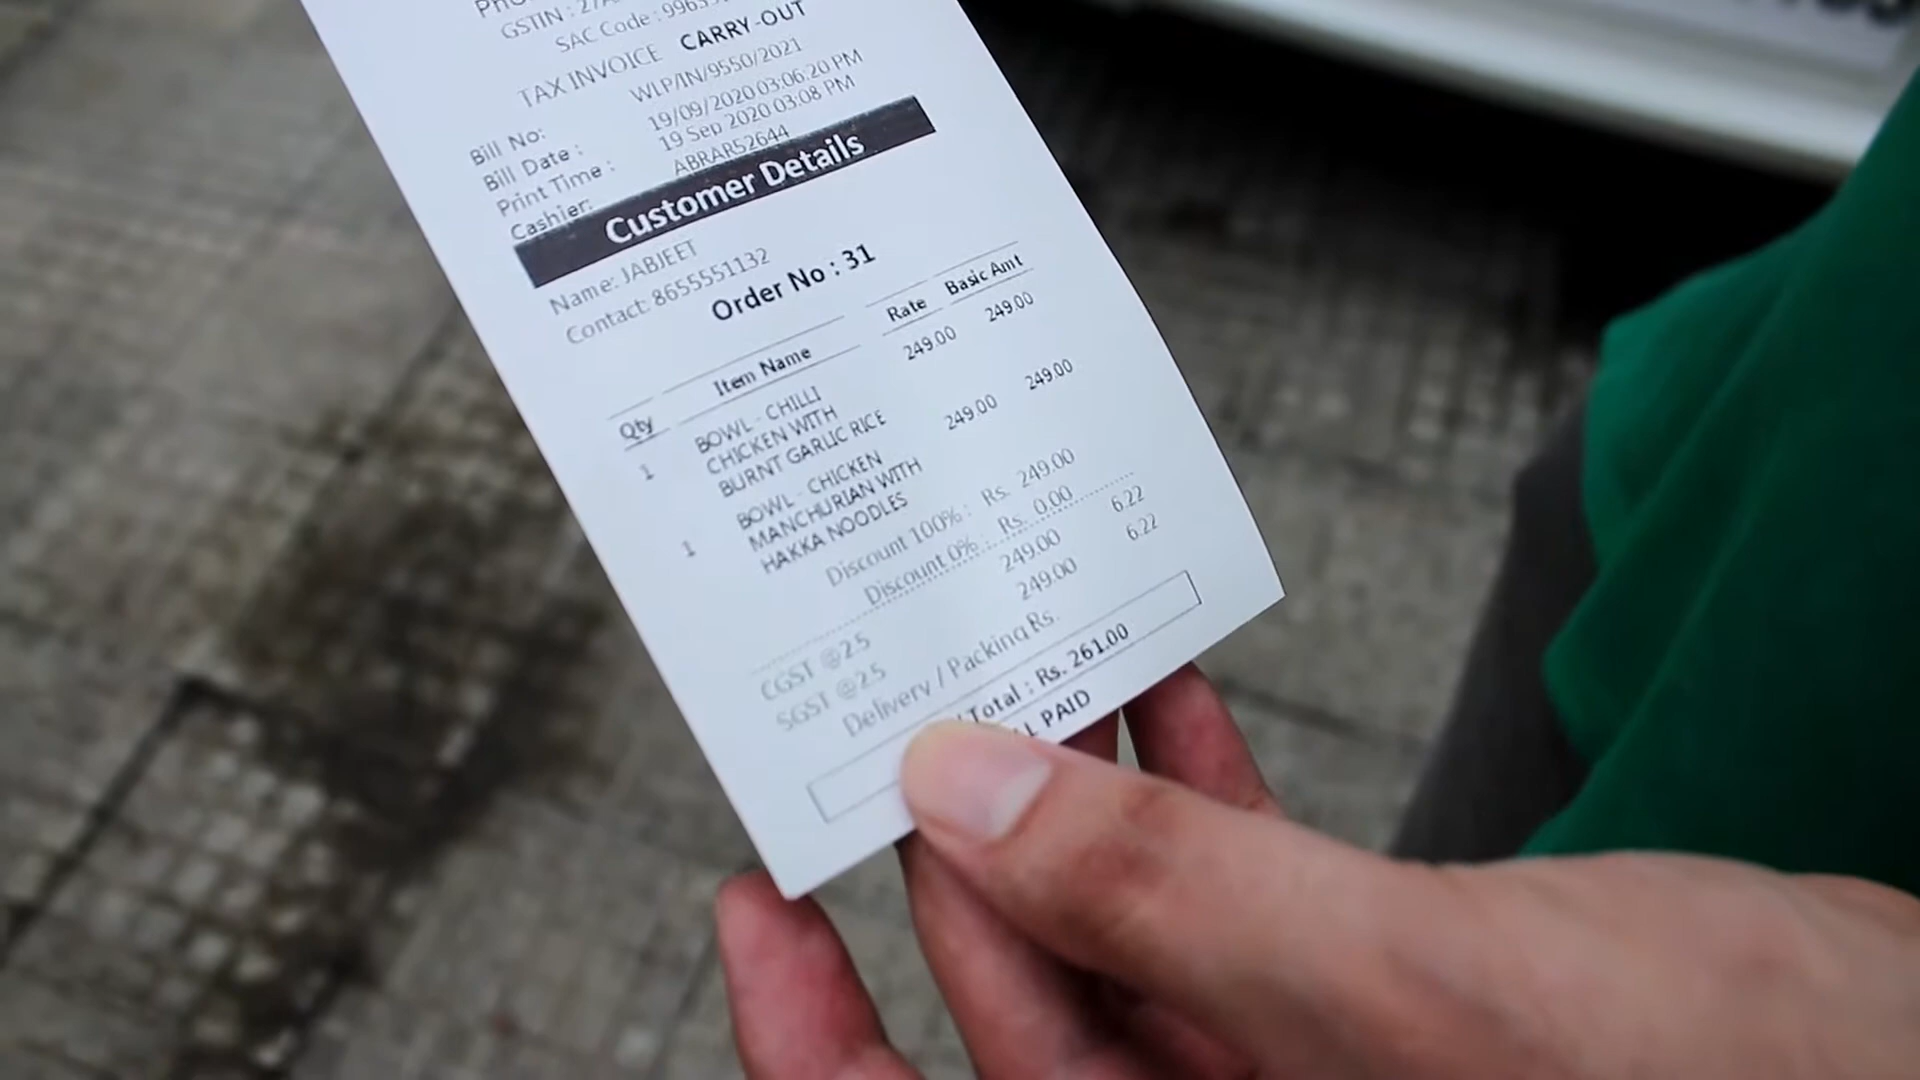 GSTIN : 27A
SAC Code : 9963
TAX INVOICE CARRY-OUT
Bill No: WLP/IN/9550/2021
Bill Date : 19/09/2020 03:06:20 PM
Print Time : 19 Sep 2020 03:08 PM
Cashier: ABRAR52644
Customer Details
Name: JABJEET
Contact: 8655551132
Order No : 31
Qty Item Name Rate Basic Amt
1 BOWL - CHILLI 249.00 249.00
CHICKEN WITH
BURNT GARLIC RICE
1 BOWL - CHICKEN 249.00 249.00
MANCHURIAN WITH
HAKKA NOODLES
Discount 100% : Rs. 249.00
Discount 0% : Rs. 0.00
CGST @2.5 249.00 6.22
SGST @2.5 249.00 6.22
Delivery / Packing Rs.
Total : Rs. 261.00
PAID